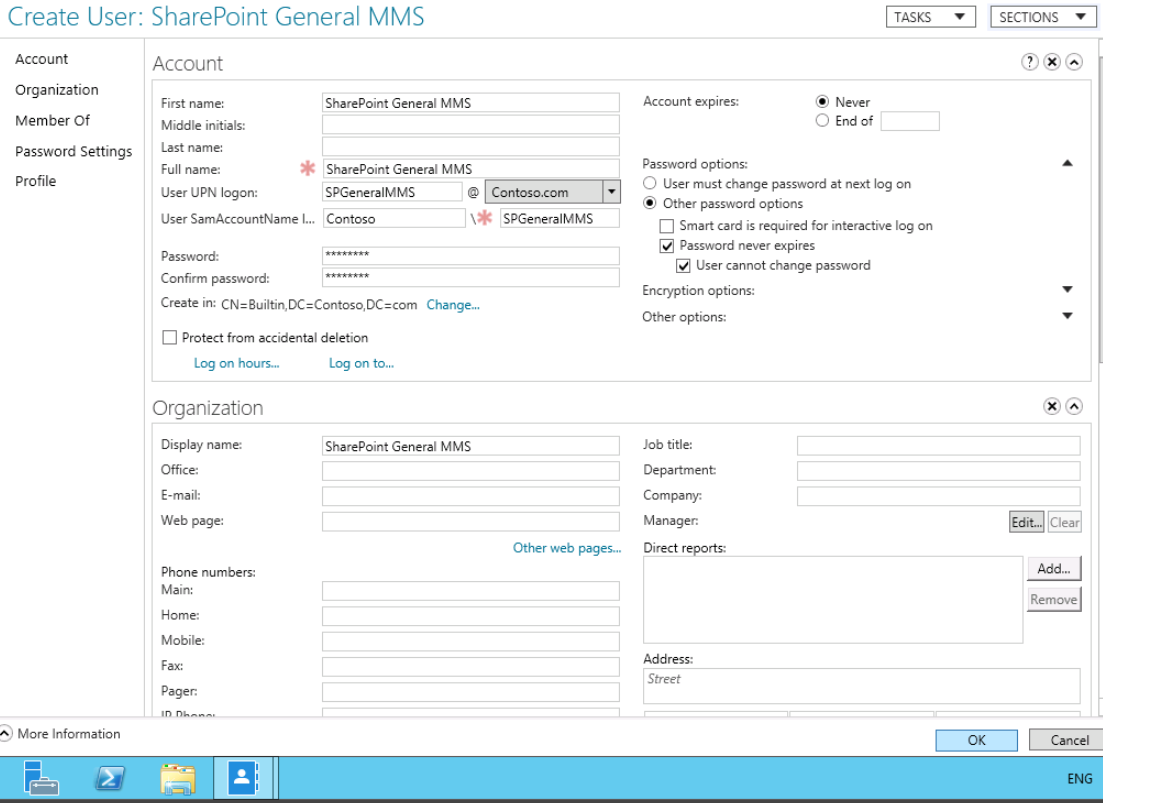 Create User: SharePoint General MMS
TASKS
SECTIONS
Account
Organization
Member Of
Password Settings
Profile
Account
?
First name: SharePoint General MMS
Middle initials:
Last name:
Full name: * SharePoint General MMS
User UPN logon: SPGeneralMMS @ Contoso.com
User SamAccountName l... Contoso \ * SPGeneralMMS
Password: ********
Confirm password: ********
Create in: CN=Builtin,DC=Contoso,DC=com Change...
Protect from accidental deletion
Log on hours... Log on to...
Account expires: Never
End of
Password options:
User must change password at next log on
Other password options
Smart card is required for interactive log on
Password never expires
User cannot change password
Encryption options:
Other options:
Organization
Display name: SharePoint General MMS
Office:
E-mail:
Web page:
Other web pages...
Phone numbers:
Main:
Home:
Mobile:
Fax:
Pager:
IP Phone:
Job title:
Department:
Company:
Manager: Edit... Clear
Direct reports:
Add...
Remove
Address:
Street
More Information
OK Cancel
ENG